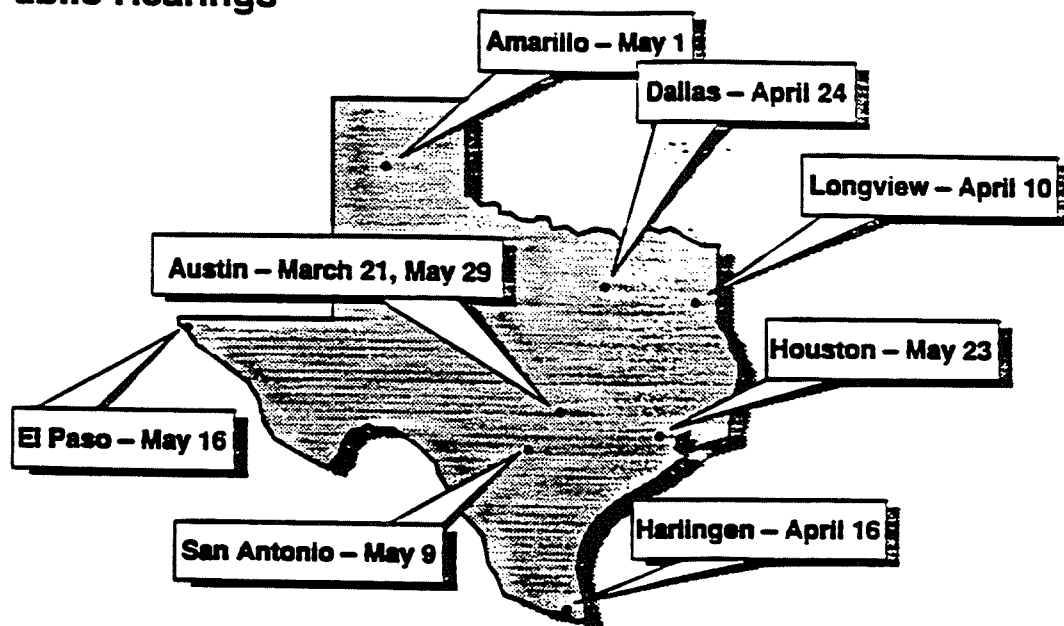 Hearings
Amarillo – May 1
Dallas – April 24
Longview – April 10
Austin – March 21, May 29
Houston – May 23
El Paso – May 16
Harlingen – April 16
San Antonio – May 9